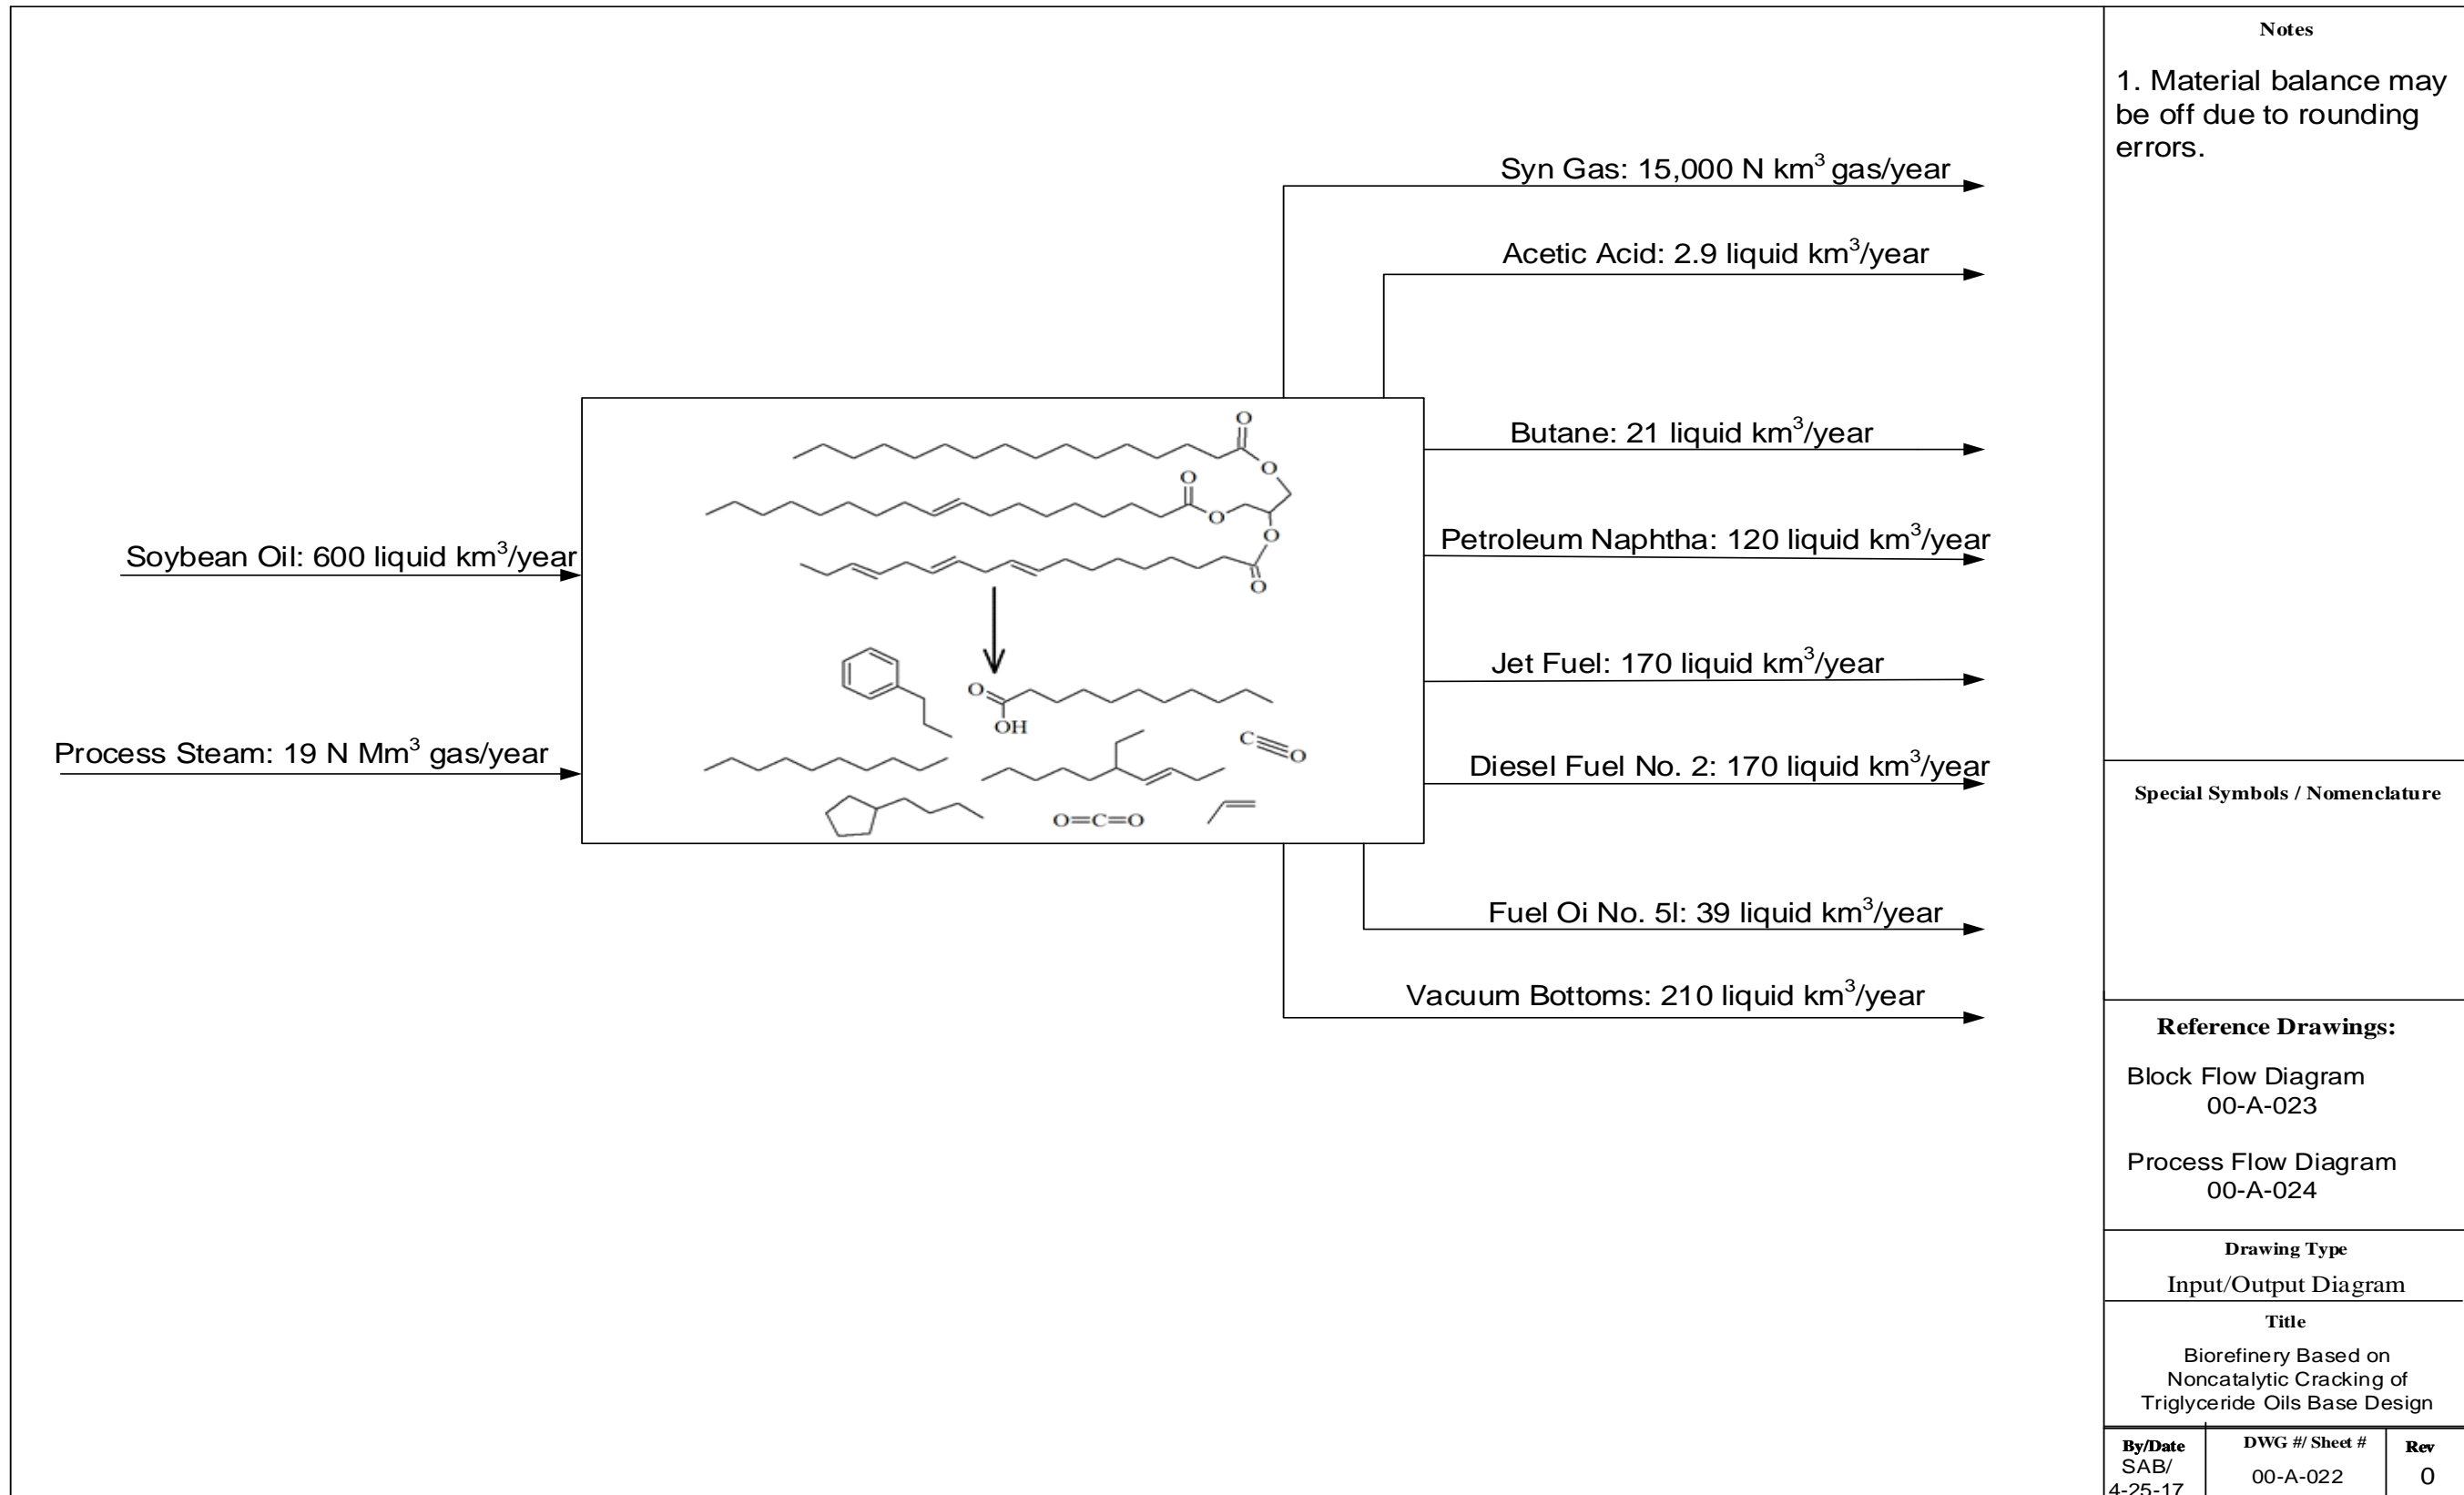 Syn Gas: 15,000 N km³ gas/year
Acetic Acid: 2.9 liquid km³/year
Butane: 21 liquid km³/year
Petroleum Naphtha: 120 liquid km³/year
Jet Fuel: 170 liquid km³/year
Diesel Fuel No. 2: 170 liquid km³/year
Fuel Oi No. 5l: 39 liquid km³/year
Vacuum Bottoms: 210 liquid km³/year
Soybean Oil: 600 liquid km³/year
Process Steam: 19 N Mm³ gas/year
O
O
O
O
O
O
O
OH
C
O
O=C=O
Notes
1. Material balance may
be off due to rounding
errors.
Special Symbols / Nomenclature
Reference Drawings:
Block Flow Diagram
00-A-023
Process Flow Diagram
00-A-024
Drawing Type
Input/Output Diagram
Title
Biorefinery Based on
Noncatalytic Cracking of
Triglyceride Oils Base Design
By/Date
SAB/
4-25-17
DWG #/ Sheet #
00-A-022
Rev
0